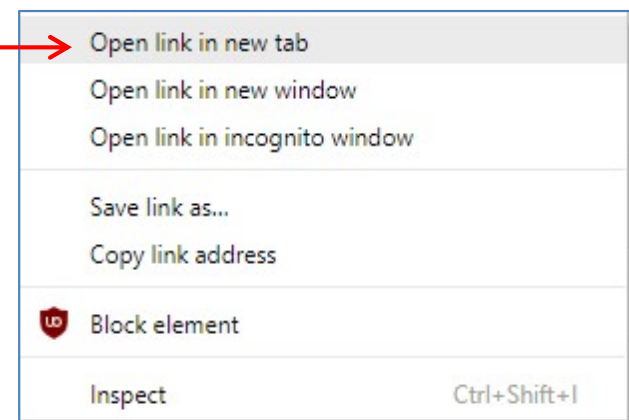 Open link in new tab
Open link in new window
Open link in incognito window
Save link as...
Copy link address
Block element
Inspect Ctrl+Shift+I